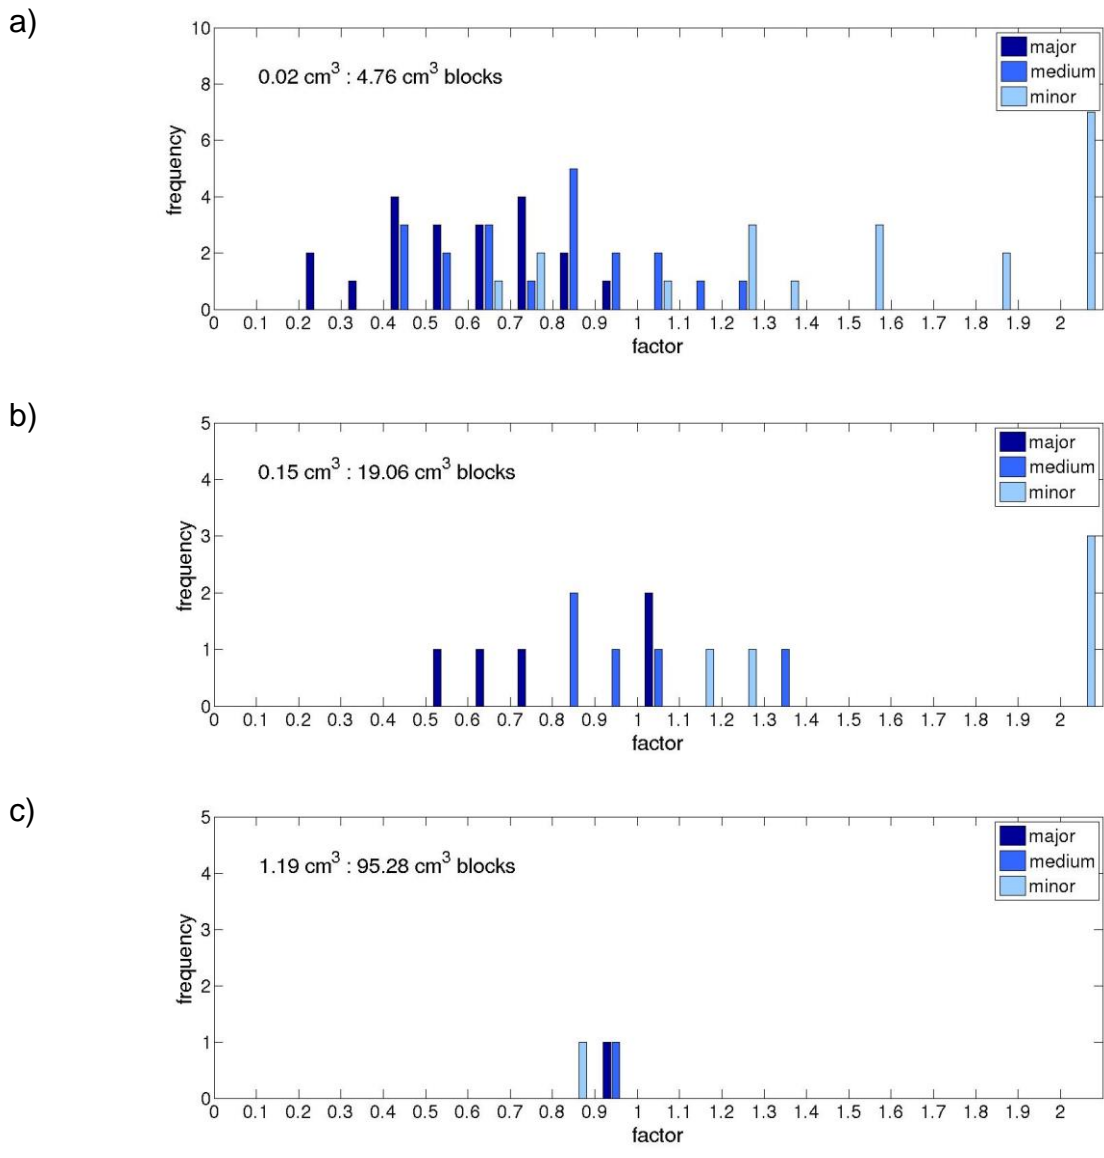 a)
10
8
6
4
2
0
frequency
0.02 cm³ : 4.76 cm³ blocks
major
medium
minor
0 0.1 0.2 0.3 0.4 0.5 0.6 0.7 0.8 0.9 1 1.1 1.2 1.3 1.4 1.5 1.6 1.7 1.8 1.9 2
factor
b)
5
4
3
2
1
0
frequency
0.15 cm³ : 19.06 cm³ blocks
major
medium
minor
0 0.1 0.2 0.3 0.4 0.5 0.6 0.7 0.8 0.9 1 1.1 1.2 1.3 1.4 1.5 1.6 1.7 1.8 1.9 2
factor
c)
5
4
3
2
1
0
frequency
1.19 cm³ : 95.28 cm³ blocks
major
medium
minor
0 0.1 0.2 0.3 0.4 0.5 0.6 0.7 0.8 0.9 1 1.1 1.2 1.3 1.4 1.5 1.6 1.7 1.8 1.9 2
factor